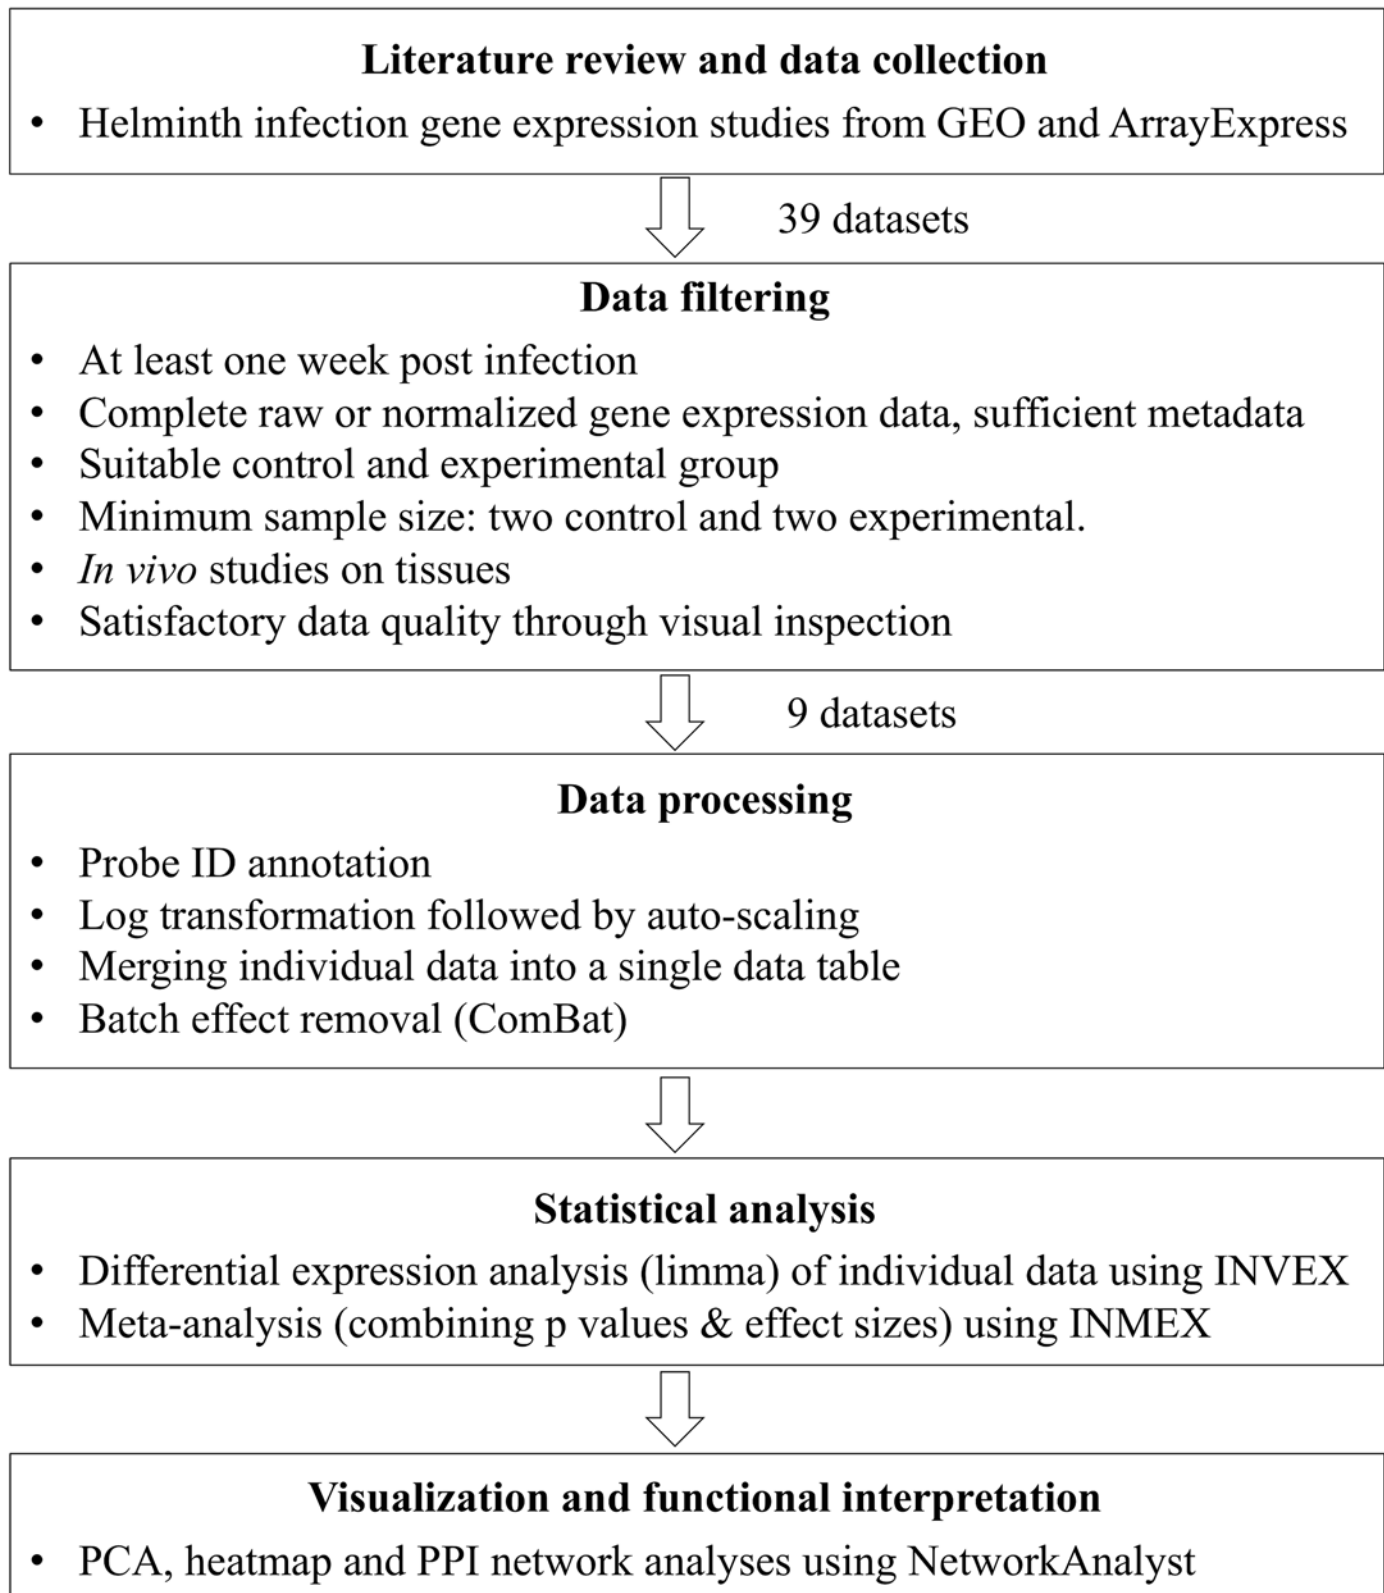 Literature review and data collection
• Helminth infection gene expression studies from GEO and ArrayExpress
39 datasets
Data filtering
• At least one week post infection
• Complete raw or normalized gene expression data, sufficient metadata
• Suitable control and experimental group
• Minimum sample size: two control and two experimental.
• In vivo studies on tissues
• Satisfactory data quality through visual inspection
9 datasets
Data processing
• Probe ID annotation
• Log transformation followed by auto-scaling
• Merging individual data into a single data table
• Batch effect removal (ComBat)
Statistical analysis
• Differential expression analysis (limma) of individual data using INVEX
• Meta-analysis (combining p values & effect sizes) using INMEX
Visualization and functional interpretation
• PCA, heatmap and PPI network analyses using NetworkAnalyst